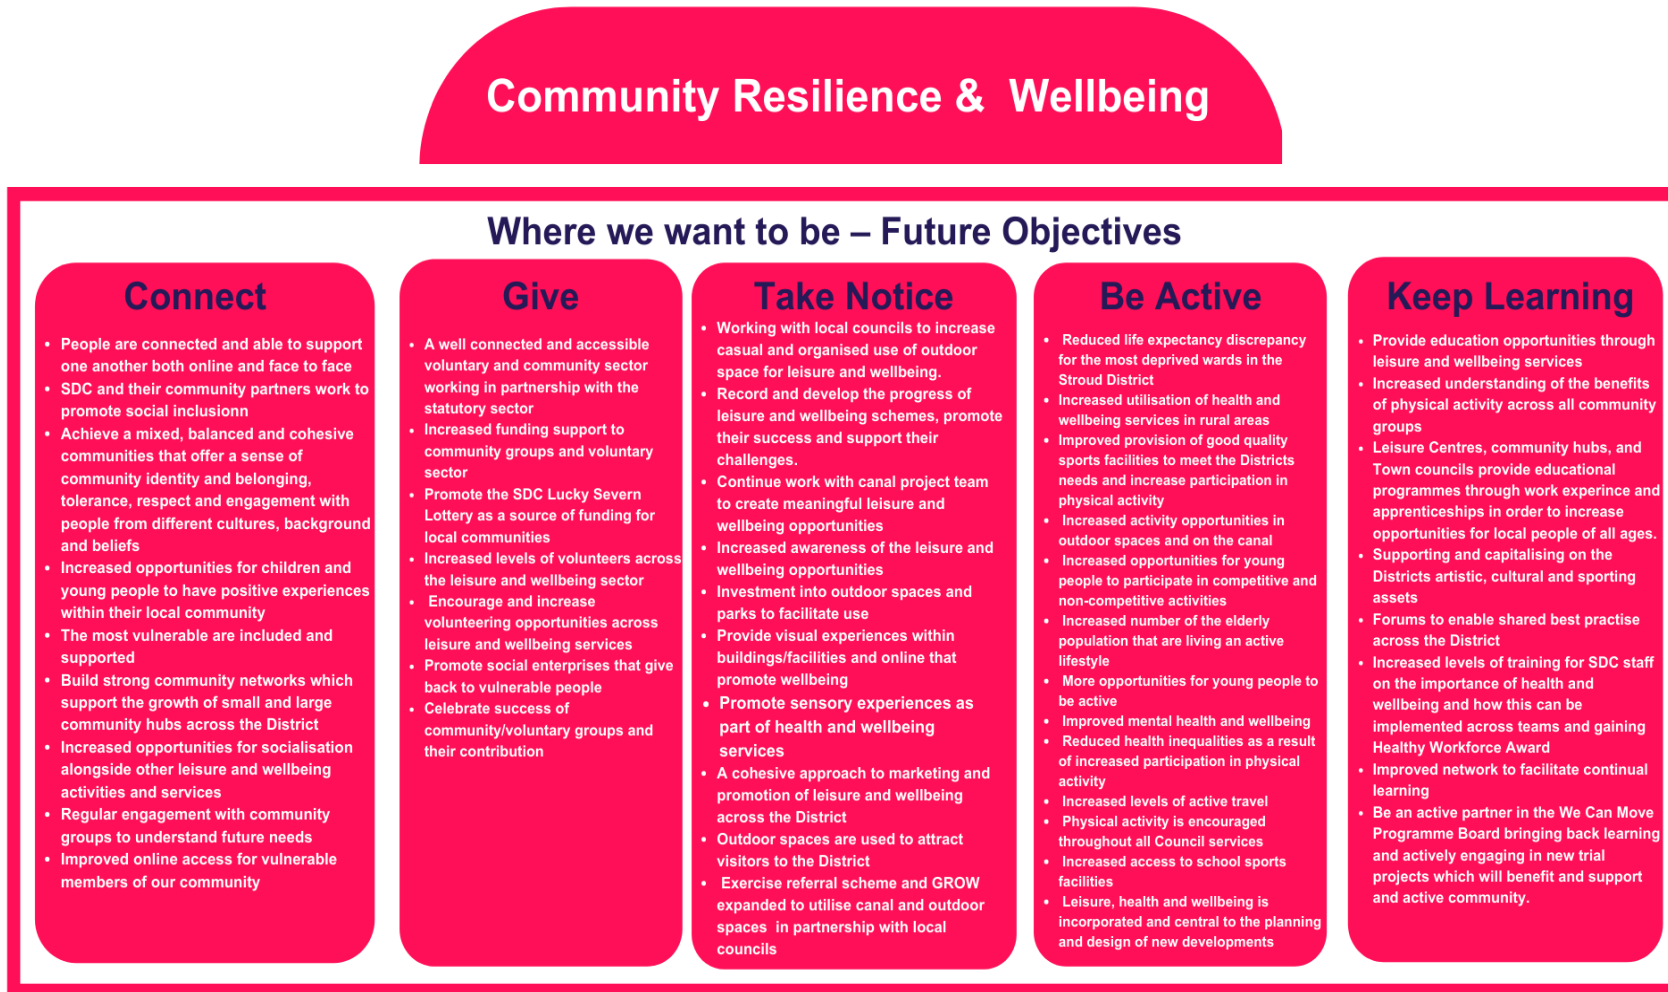 Community Resilience &  Wellbeing
Where we want to be – Future Objectives
Connect
• People are connected and able to support
one another both online and face to face
• SDC and their community partners work to
promote social inclusionn
• Achieve a mixed, balanced and cohesive
communities that offer a sense of
community identity and belonging,
tolerance, respect and engagement with
people from different cultures, background
and beliefs
• Increased opportunities for children and
young people to have positive experiences
within their local community
• The most vulnerable are included and
supported
• Build strong community networks which
support the growth of small and large
community hubs across the District
• Increased opportunities for socialisation
alongside other leisure and wellbeing
activities and services
• Regular engagement with community
groups to understand future needs
• Improved online access for vulnerable
members of our community
Give
• A well connected and accessible
voluntary and community sector
working in partnership with the
statutory sector
• Increased funding support to
community groups and voluntary
sector
• Promote the SDC Lucky Severn
Lottery as a source of funding for
local communities
• Increased levels of volunteers across
the leisure and wellbeing sector
• Encourage and increase
volunteering opportunities across
leisure and wellbeing services
• Promote social enterprises that give
back to vulnerable people
• Celebrate success of
community/voluntary groups and
their contribution
Take Notice
• Working with local councils to increase
casual and organised use of outdoor
space for leisure and wellbeing.
• Record and develop the progress of
leisure and wellbeing schemes, promote
their success and support their
challenges.
• Continue work with canal project team
to create meaningful leisure and
wellbeing opportunities
• Increased awareness of the leisure and
wellbeing opportunities
• Investment into outdoor spaces and
parks to facilitate use
• Provide visual experiences within
buildings/facilities and online that
promote wellbeing
• Promote sensory experiences as
part of health and wellbeing
services
• A cohesive approach to marketing and
promotion of leisure and wellbeing
across the District
• Outdoor spaces are used to attract
visitors to the District
• Exercise referral scheme and GROW
expanded to utilise canal and outdoor
spaces  in partnership with local
councils
Be Active
• Reduced life expectancy discrepancy
for the most deprived wards in the
Stroud District
• Increased utilisation of health and
wellbeing services in rural areas
• Improved provision of good quality
sports facilities to meet the Districts
needs and increase participation in
physical activity
• Increased activity opportunities in
outdoor spaces and on the canal
• Increased opportunities for young
people to participate in competitive and
non-competitive activities
• Increased number of the elderly
population that are living an active
lifestyle
• More opportunities for young people to
be active
• Improved mental health and wellbeing
• Reduced health inequalities as a result
of increased participation in physical
activity
• Increased levels of active travel
• Physical activity is encouraged
throughout all Council services
• Increased access to school sports
facilities
• Leisure, health and wellbeing is
incorporated and central to the planning
and design of new developments
Keep Learning
• Provide education opportunities through
leisure and wellbeing services
• Increased understanding of the benefits
of physical activity across all community
groups
• Leisure Centres, community hubs, and
Town councils provide educational
programmes through work experince and
apprenticeships in order to increase
opportunities for local people of all ages.
• Supporting and capitalising on the
Districts artistic, cultural and sporting
assets
• Forums to enable shared best practise
across the District
• Increased levels of training for SDC staff
on the importance of health and
wellbeing and how this can be
implemented across teams and gaining
Healthy Workforce Award
• Improved network to facilitate continual
learning
• Be an active partner in the We Can Move
Programme Board bringing back learning
and actively engaging in new trial
projects which will benefit and support
and active community.